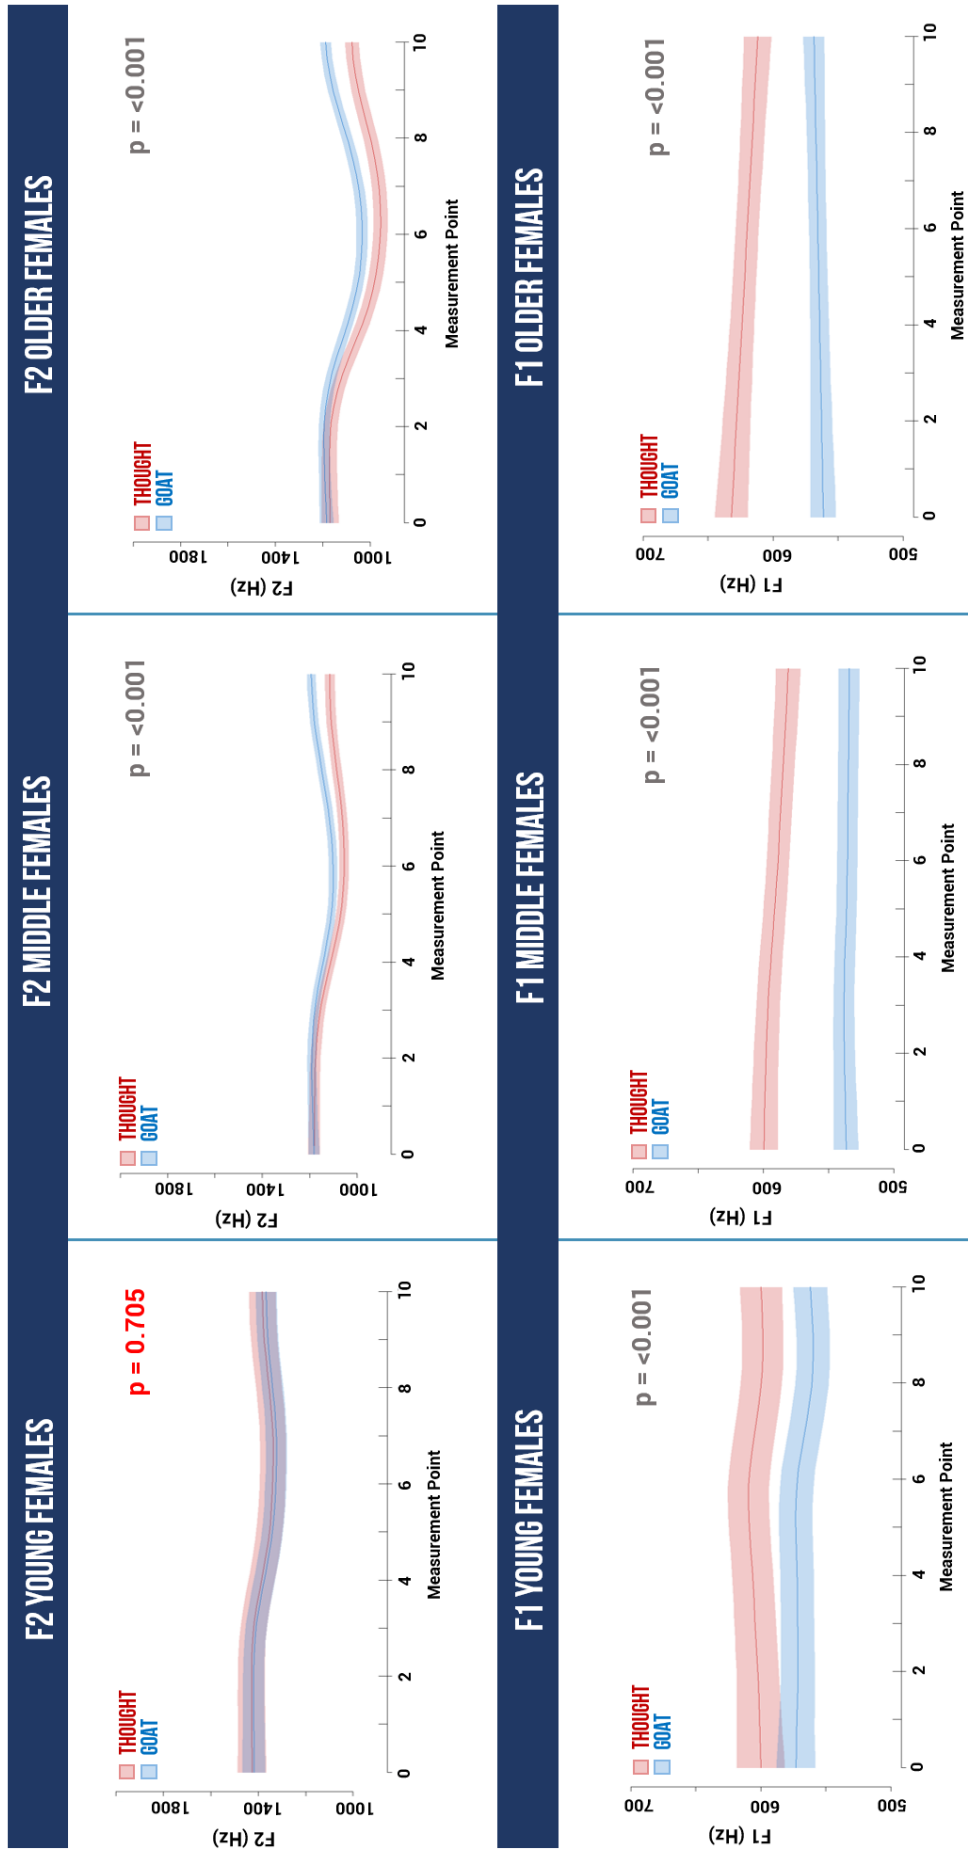 F2 YOUNG FEMALES
F2 MIDDLE FEMALES
F2 OLDER FEMALES
THOUGHT
GOAT
p = 0.705
F2 (Hz)
1800
1400
1000
0 2 4 6 8 10
Measurement Point
THOUGHT
GOAT
p = <0.001
F2 (Hz)
1800
1400
1000
0 2 4 6 8 10
Measurement Point
THOUGHT
GOAT
p = <0.001
F2 (Hz)
1800
1400
1000
0 2 4 6 8 10
Measurement Point
F1 YOUNG FEMALES
F1 MIDDLE FEMALES
F1 OLDER FEMALES
THOUGHT
GOAT
p = <0.001
F1 (Hz)
700
600
500
0 2 4 6 8 10
Measurement Point
THOUGHT
GOAT
p = <0.001
F1 (Hz)
700
600
500
0 2 4 6 8 10
Measurement Point
THOUGHT
GOAT
p = <0.001
F1 (Hz)
700
600
500
0 2 4 6 8 10
Measurement Point